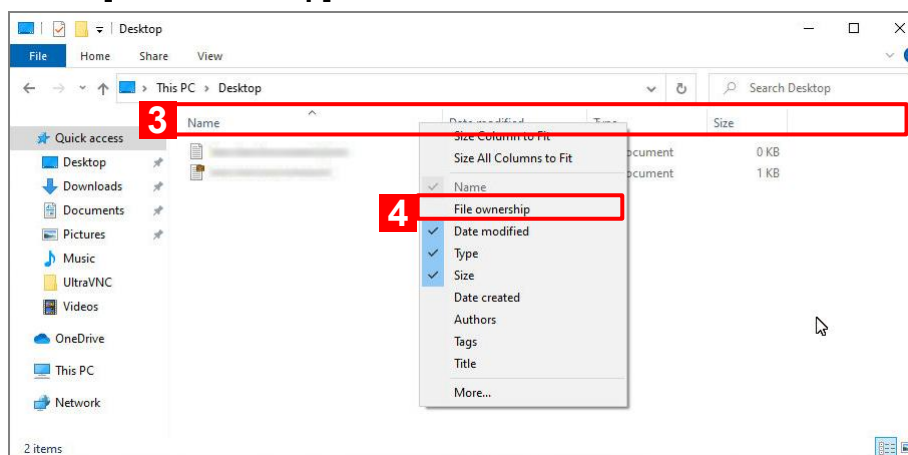 Desktop
File Home Share View
This PC > Desktop
Search Desktop
3
Name Date modified Type Size
Quick access
Desktop
Downloads
Documents
Pictures
Music
UltraVNC
Videos
OneDrive
This PC
Network
ocument 0 KB
ocument 1 KB
Size Column to Fit
Size All Columns to Fit
Name
4
File ownership
Date modified
Type
Size
Date created
Authors
Tags
Title
More...
2 items